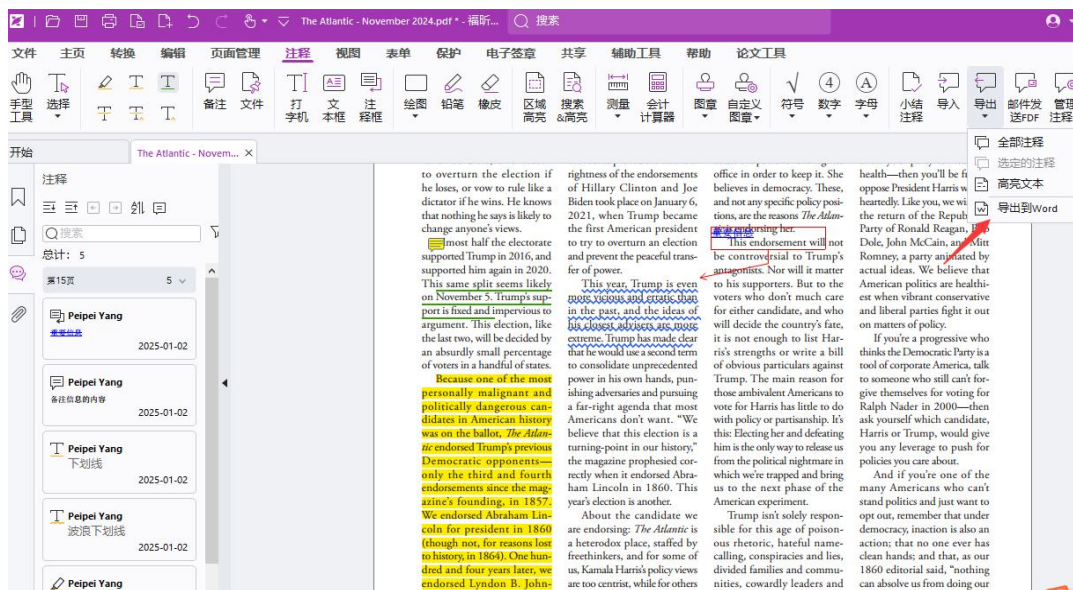 The Atlantic - November 2024.pdf * - 福昕...
搜索
文件 主页 转换 编辑 页面管理 注释 视图 表单 保护 电子签章 共享 辅助工具 帮助 论文工具
手型工具 选择 备注 文件 打字机 文本框 注释框 绘图 铅笔 橡皮 区域高亮 搜索&高亮 测量 会计计算器 图章 自定义图章 符号 数字 字母 小结注释 导入 导出 邮件发送FDF 管理注释
开始
The Atlantic - Novem...
全部注释
选定的注释
高亮文本
导出到Word
注释
搜索
总计: 5
第15页 5
Peipei Yang
重要信息
2025-01-02
Peipei Yang
备注信息的内容
2025-01-02
Peipei Yang
下划线
2025-01-02
Peipei Yang
波浪下划线
2025-01-02
Peipei Yang
to overturn the election if
he loses, or vow to rule like a
dictator if he wins. He knows
that nothing he says is likely to
change anyone's views.
most half the electorate
supported Trump in 2016, and
supported him again in 2020.
This same split seems likely
on November 5. Trump's sup-
port is fixed and impervious to
argument. This election, like
the last two, will be decided by
an absurdly small percentage
of voters in a handful of states.
Because one of the most
personally malignant and
politically dangerous can-
didates in American history
was on the ballot, The Atlan-
tic endorsed Trump's previous
Democratic opponents—
only the third and fourth
endorsements since the mag-
azine's founding, in 1857.
We endorsed Abraham Lin-
coln for president in 1860
(though not, for reasons lost
to history, in 1864). One hun-
dred and four years later, we
endorsed Lyndon B. John-
rightness of the endorsements
of Hillary Clinton and Joe
Biden took place on January 6,
2021, when Trump became
the first American president
to try to overturn an election
and prevent the peaceful trans-
fer of power.
This year, Trump is even
more vicious and erratic than
in the past, and the ideas of
his closest advisers are more
extreme. Trump has made clear
that he would use a second term
to consolidate unprecedented
power in his own hands, pun-
ishing adversaries and pursuing
a far-right agenda that most
Americans don't want. "We
believe that this election is a
turning-point in our history,"
the magazine prophesied cor-
rectly when it endorsed Abra-
ham Lincoln in 1860. This
year's election is another.
About the candidate we
are endorsing: The Atlantic is
a heterodox place, staffed by
freethinkers, and for some of
us, Kamala Harris's policy views
are too centrist, while for others
office in order to keep it. She
believes in democracy. These,
and not any specific policy posi-
tions, are the reasons The Atlan-
endorsing her.
重要信息
This endorsement will not
be controversial to Trump's
antagonists. Nor will it matter
to his supporters. But to the
voters who don't much care
for either candidate, and who
will decide the country's fate,
it is not enough to list Har-
ris's strengths or write a bill
of obvious particulars against
Trump. The main reason for
those ambivalent Americans to
vote for Harris has little to do
with policy or partisanship. It's
this: Electing her and defeating
him is the only way to release us
from the political nightmare in
which we're trapped and bring
us to the next phase of the
American experiment.
Trump isn't solely respon-
sible for this age of poison-
ous rhetoric, hateful name-
calling, conspiracies and lies,
divided families and commu-
nities, cowardly leaders and
health—then you'll be
oppose President Harris
heartedly. Like you, we
the return of the Repub
Party of Ronald Reagan,
Dole, John McCain, and Mitt
Romney, a party animated by
actual ideas. We believe that
American politics are healthi-
est when vibrant conservative
and liberal parties fight it out
on matters of policy.
If you're a progressive who
thinks the Democratic Party is a
tool of corporate America, talk
to someone who still can't for-
give themselves for voting for
Ralph Nader in 2000—then
ask yourself which candidate,
Harris or Trump, would give
you any leverage to push for
policies you care about.
And if you're one of the
many Americans who can't
stand politics and just want to
opt out, remember that under
democracy, inaction is also an
action; that no one ever has
clean hands; and that, as our
1860 editorial said, "nothing
can absolve us from doing our